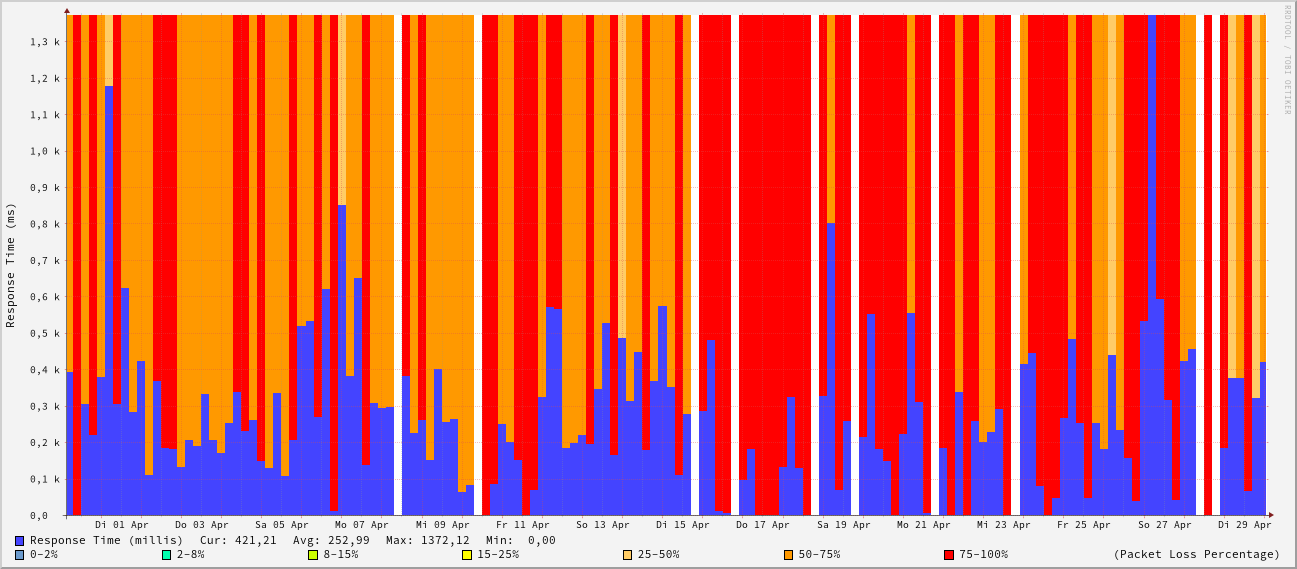 RRDTOOL / TOBI OETIKER
Response Time (ms)
1,3 k
1,2 k
1,1 k
1,0 k
0,9 k
0,8 k
0,7 k
0,6 k
0,5 k
0,4 k
0,3 k
0,2 k
0,1 k
0,0
Di 01 Apr Do 03 Apr Sa 05 Apr Mo 07 Apr Mi 09 Apr Fr 11 Apr So 13 Apr Di 15 Apr Do 17 Apr Sa 19 Apr Mo 21 Apr Mi 23 Apr Fr 25 Apr So 27 Apr Di 29 Apr
Response Time (millis) Cur: 421,21 Avg: 252,99 Max: 1372,12 Min: 0,00
0-2% 2-8% 8-15% 15-25% 25-50% 50-75% 75-100% (Packet Loss Percentage)